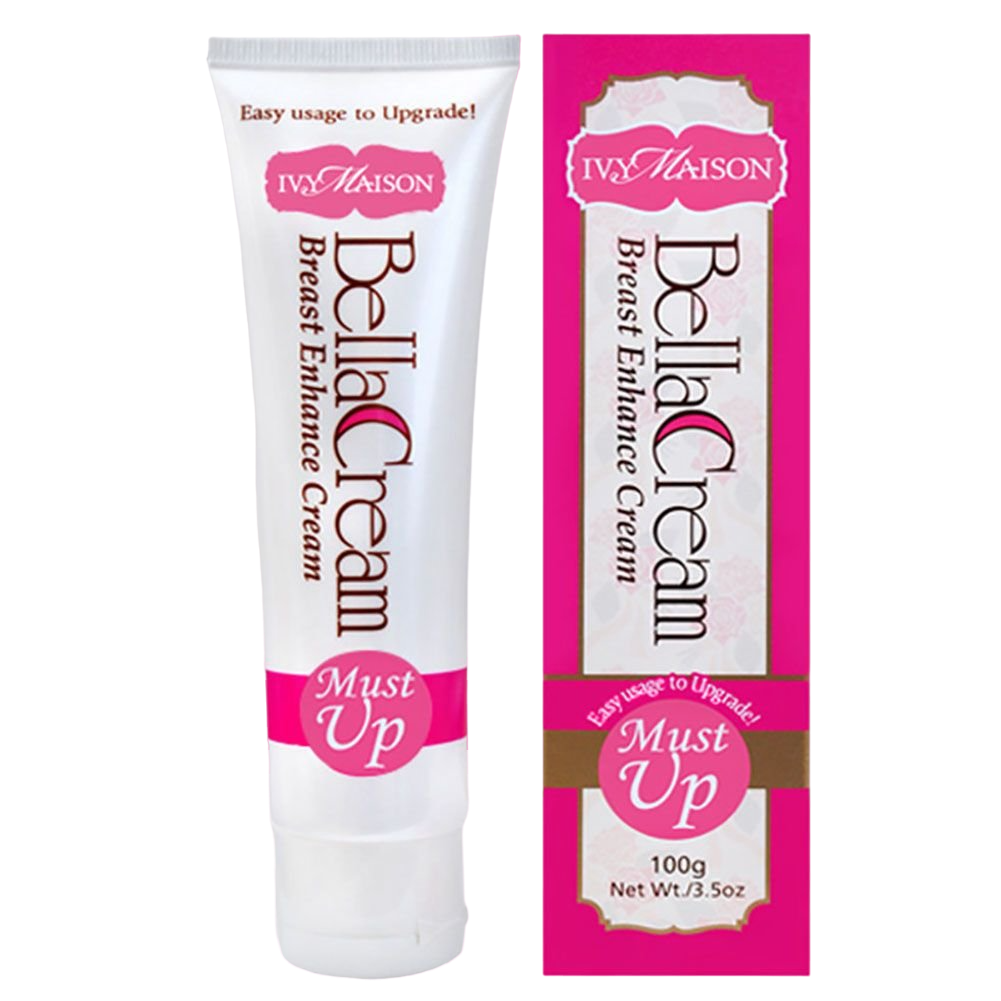 Easy usage to Upgrade!
IVY MAISON
BellaCream
Breast Enhance Cream
Must
Up
IVY MAISON
BellaCream
Breast Enhance Cream
Easy usage to Upgrade!
Must
Up
100g
Net Wt./3.5oz